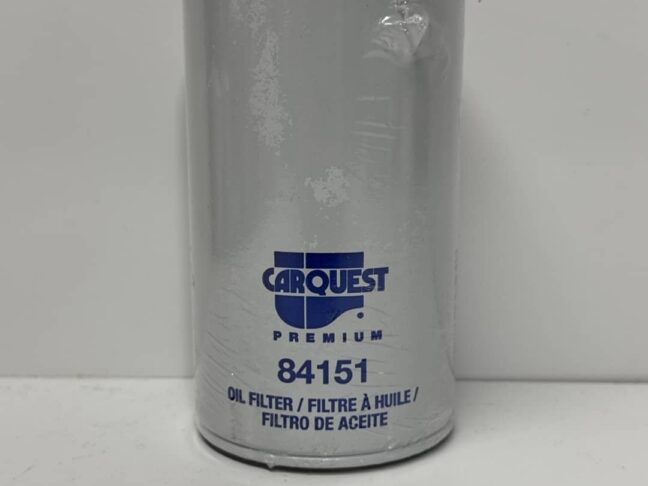 CARQUEST
PREMIUM
84151
OIL FILTER / FILTRE À HUILE /
FILTRO DE ACEITE